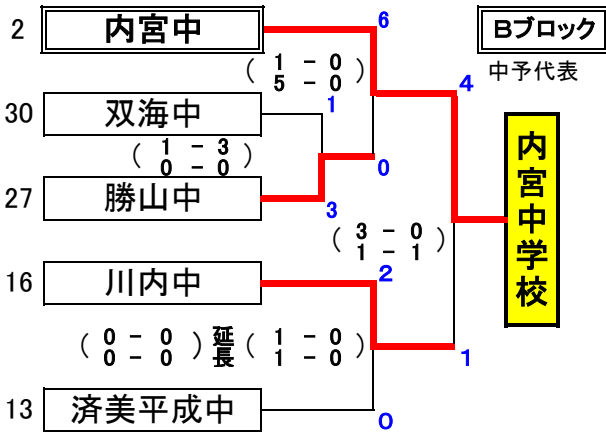 2 内宮中 6 Bブロック
中予代表
( 1 - 0
5 - 0 )
4
30 双海中 1
( 1 - 3
0 - 0 )
0
27 勝山中 3
( 3 - 0
1 - 1 )
内宮中学校
16 川内中 2
( 0 - 0
0 - 0 ) 延長 ( 1 - 0
1 - 0 )
1
13 済美平成中 0